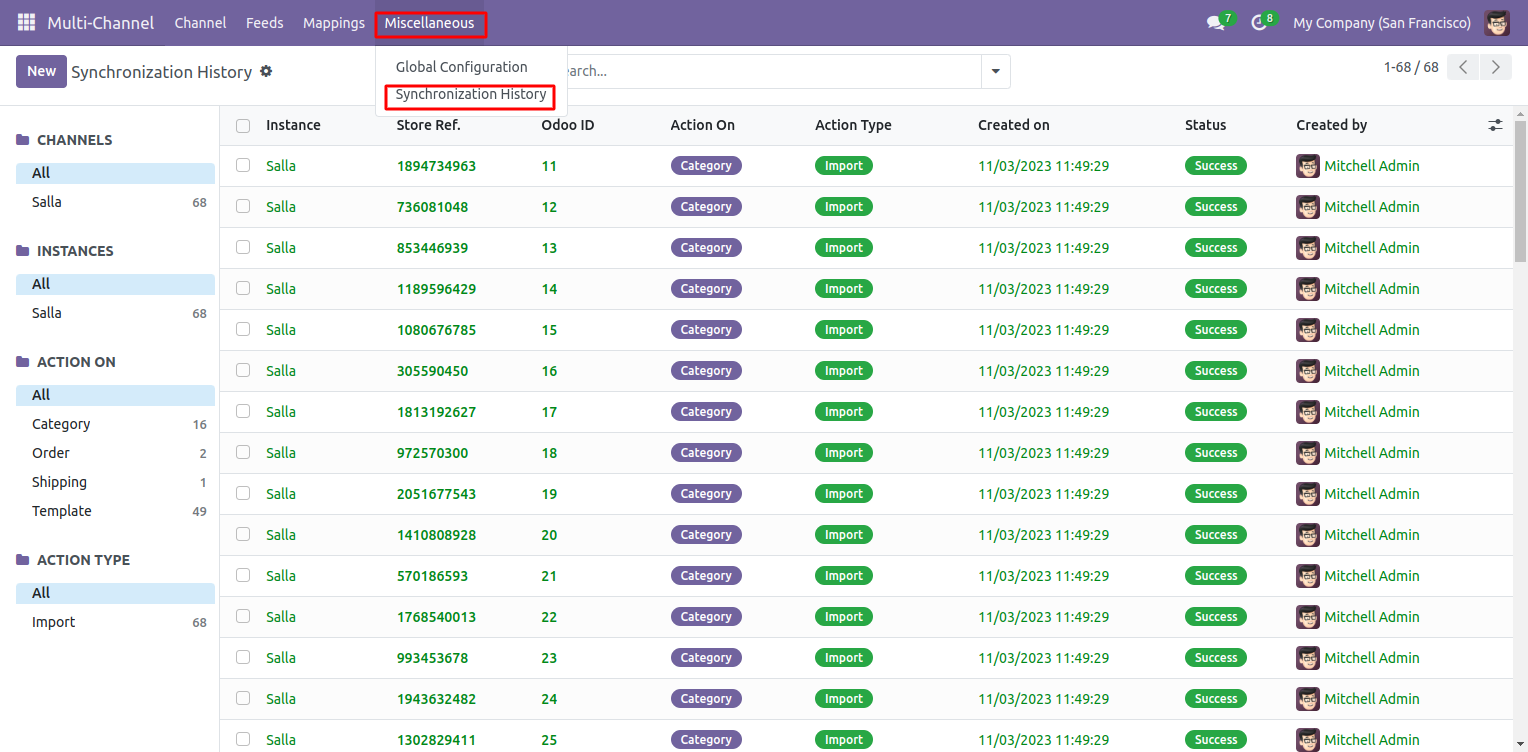 Multi-Channel Channel Feeds Mappings Miscellaneous 7 8 My Company (San Francisco)
New Synchronization History earch... 1-68 / 68
Global Configuration
Synchronization History
CHANNELS
All
Salla 68
INSTANCES
All
Salla 68
ACTION ON
All
Category 16
Order 2
Shipping 1
Template 49
ACTION TYPE
All
Import 68
Instance Store Ref. Odoo ID Action On Action Type Created on Status Created by
Salla 1894734963 11 Category Import 11/03/2023 11:49:29 Success Mitchell Admin
Salla 736081048 12 Category Import 11/03/2023 11:49:29 Success Mitchell Admin
Salla 853446939 13 Category Import 11/03/2023 11:49:29 Success Mitchell Admin
Salla 1189596429 14 Category Import 11/03/2023 11:49:29 Success Mitchell Admin
Salla 1080676785 15 Category Import 11/03/2023 11:49:29 Success Mitchell Admin
Salla 305590450 16 Category Import 11/03/2023 11:49:29 Success Mitchell Admin
Salla 1813192627 17 Category Import 11/03/2023 11:49:29 Success Mitchell Admin
Salla 972570300 18 Category Import 11/03/2023 11:49:29 Success Mitchell Admin
Salla 2051677543 19 Category Import 11/03/2023 11:49:29 Success Mitchell Admin
Salla 1410808928 20 Category Import 11/03/2023 11:49:29 Success Mitchell Admin
Salla 570186593 21 Category Import 11/03/2023 11:49:29 Success Mitchell Admin
Salla 1768540013 22 Category Import 11/03/2023 11:49:29 Success Mitchell Admin
Salla 993453678 23 Category Import 11/03/2023 11:49:29 Success Mitchell Admin
Salla 1943632482 24 Category Import 11/03/2023 11:49:29 Success Mitchell Admin
Salla 1302829411 25 Category Import 11/03/2023 11:49:29 Success Mitchell Admin